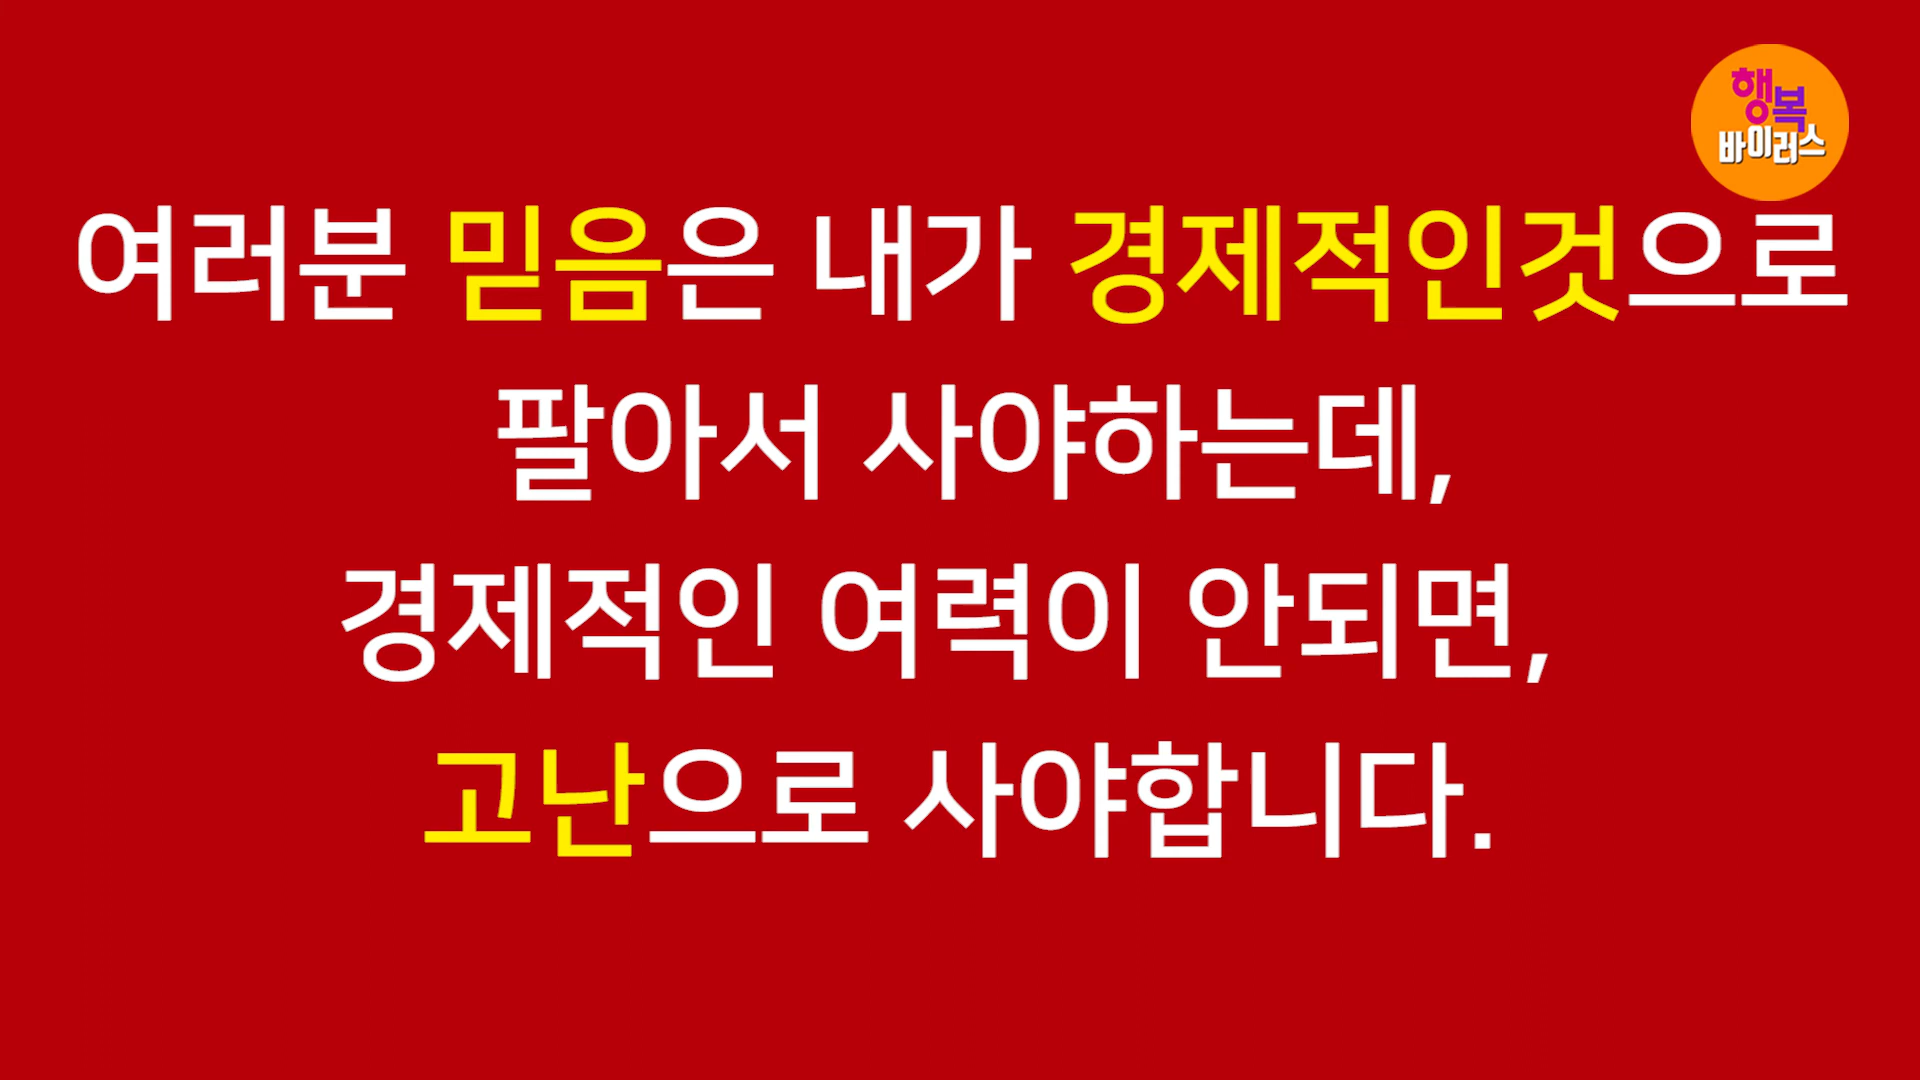 행복
바이러스
여러분 믿음은 내가 경제적인것으로
팔아서 사야하는데,
경제적인 여력이 안되면,
고난으로 사야합니다.